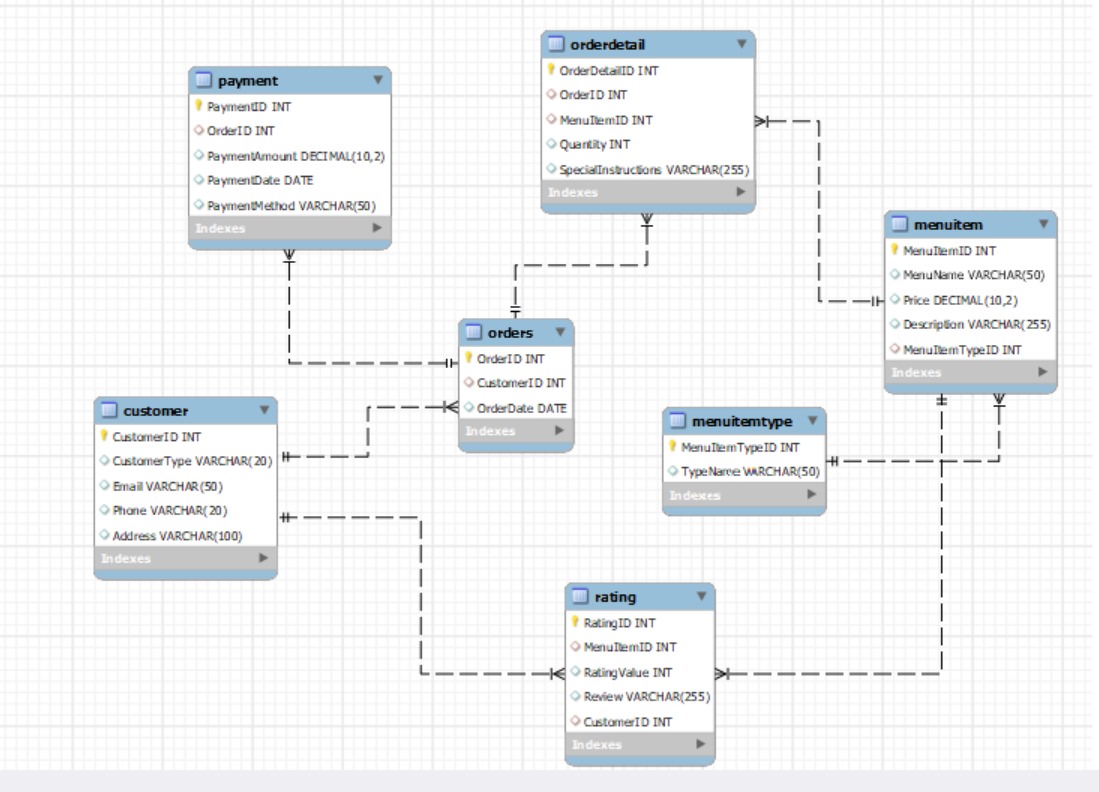 payment
PaymentID INT
OrderID INT
PaymentAmount DECIMAL(10,2)
PaymentDate DATE
PaymentMethod VARCHAR(50)
Indexes
orderdetail
OrderDetailID INT
OrderID INT
MenuItemID INT
Quantity INT
SpecialInstructions VARCHAR(255)
Indexes
menuitem
MenuItemID INT
MenuName VARCHAR(50)
Price DECIMAL(10,2)
Description VARCHAR(255)
MenuItemTypeID INT
Indexes
orders
OrderID INT
CustomerID INT
OrderDate DATE
Indexes
customer
CustomerID INT
CustomerType VARCHAR(20)
Email VARCHAR(50)
Phone VARCHAR(20)
Address VARCHAR(100)
Indexes
menuitemtype
MenuItemTypeID INT
TypeName VARCHAR(50)
Indexes
rating
RatingID INT
MenuItemID INT
RatingValue INT
Review VARCHAR(255)
CustomerID INT
Indexes